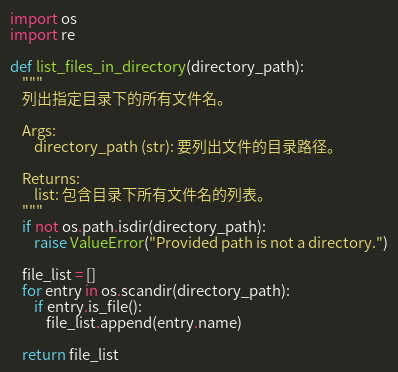 import os
import re

def list_files_in_directory(directory_path):
    """
    列出指定目录下的所有文件名。

    Args:
        directory_path (str): 要列出文件的目录路径。

    Returns:
        list: 包含目录下所有文件名的列表。
    """
    if not os.path.isdir(directory_path):
        raise ValueError("Provided path is not a directory.")

    file_list = []
    for entry in os.scandir(directory_path):
        if entry.is_file():
            file_list.append(entry.name)

    return file_list